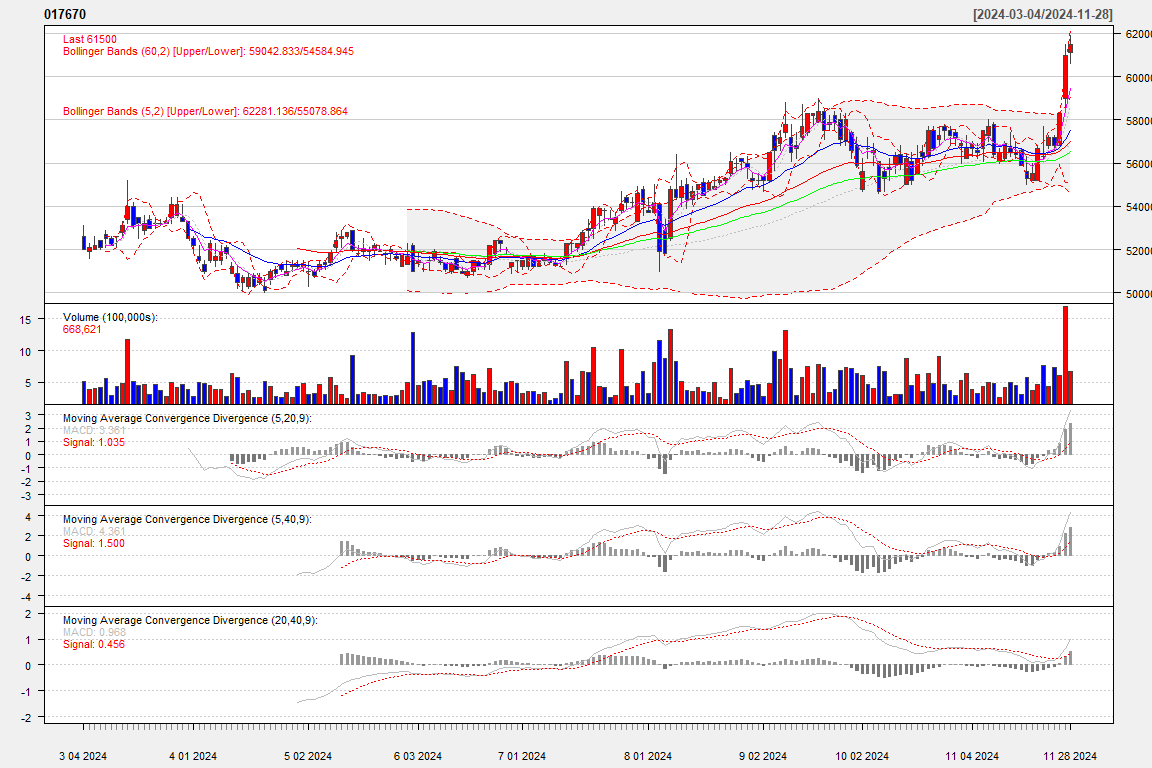 017670 [2024-03-04/2024-11-28]
Last 61500
Bollinger Bands (60,2) [Upper/Lower]: 59042.833/54584.945
Bollinger Bands (5,2) [Upper/Lower]: 62281.136/55078.864
62000
60000
58000
56000
54000
52000
50000
Volume (100,000s):
668,621
15
10
5
Moving Average Convergence Divergence (5,20,9):
MACD: 3.361
Signal: 1.035
3
2
1
0
-1
-2
-3
Moving Average Convergence Divergence (5,40,9):
MACD: 4.361
Signal: 1.500
4
2
0
-2
-4
Moving Average Convergence Divergence (20,40,9):
MACD: 0.968
Signal: 0.456
2
1
0
-1
-2
3 04 2024 4 01 2024 5 02 2024 6 03 2024 7 01 2024 8 01 2024 9 02 2024 10 02 2024 11 04 2024 11 28 2024